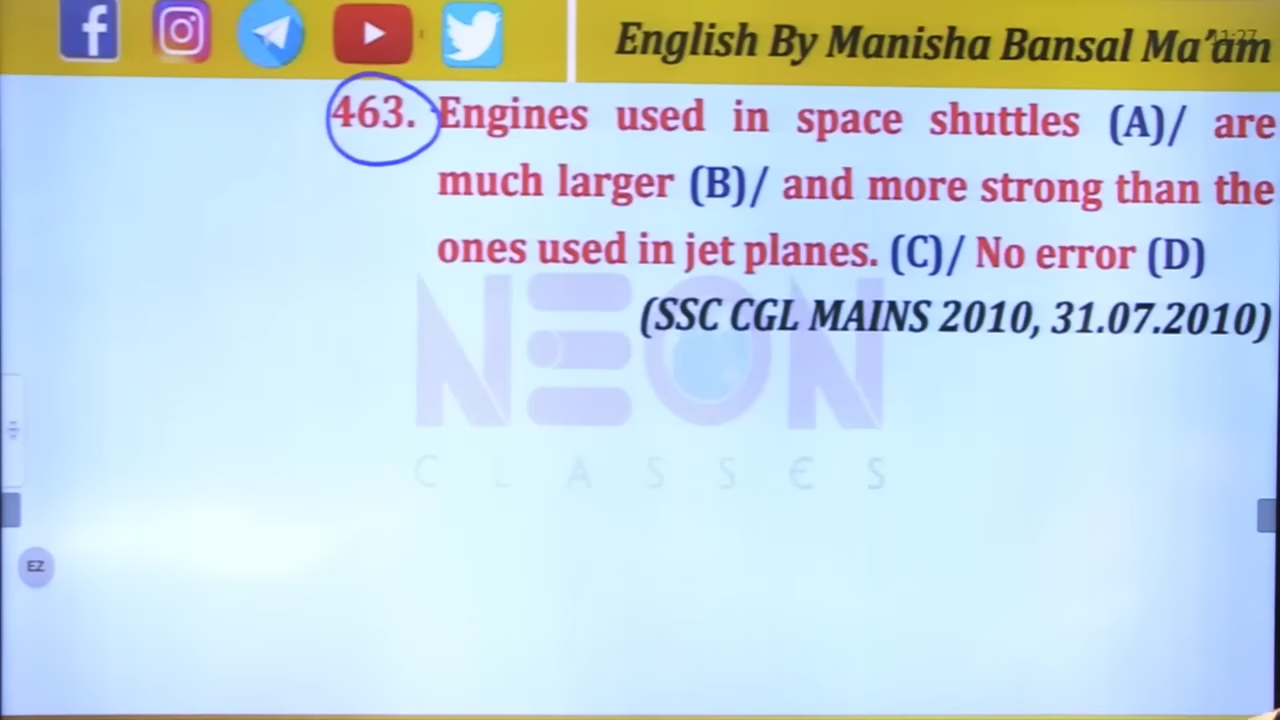 English By Manisha Bansal Ma'am
463. Engines used in space shuttles (A)/ are
much larger (B)/ and more strong than the
ones used in jet planes. (C)/ No error (D)
(SSC CGL MAINS 2010, 31.07.2010)
NEON
CLASSES
EZ